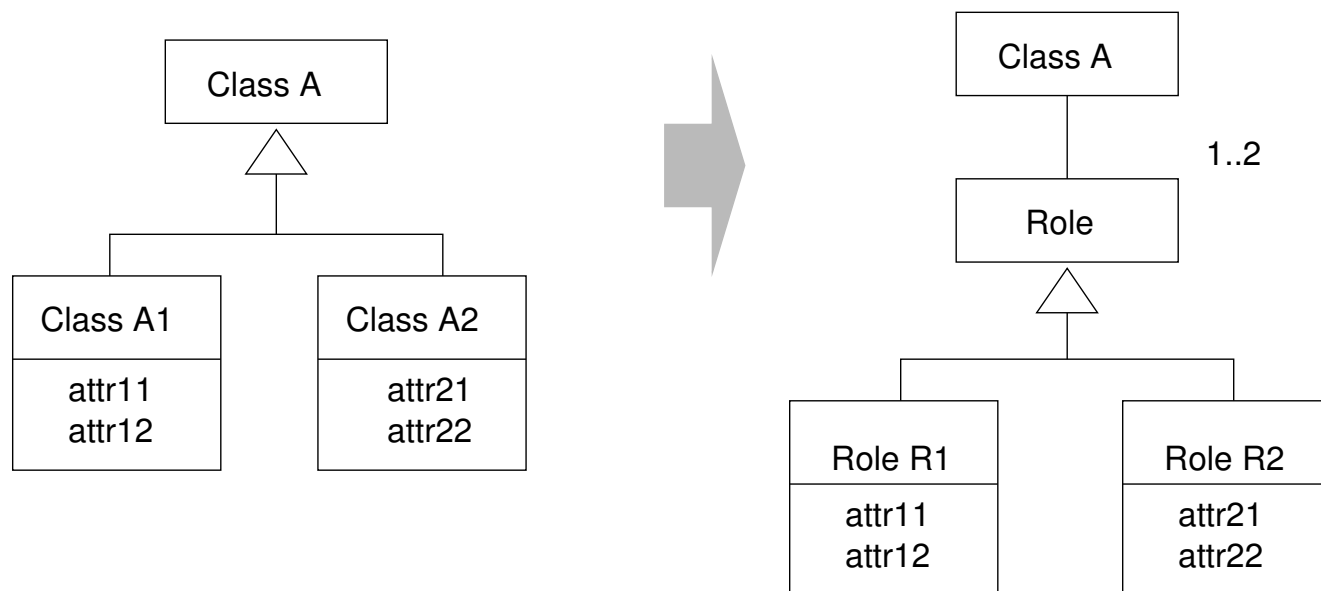 Class A
Class A1
attr11
attr12
Class A2
attr21
attr22
Class A
1..2
Role
Role R1
attr11
attr12
Role R2
attr21
attr22